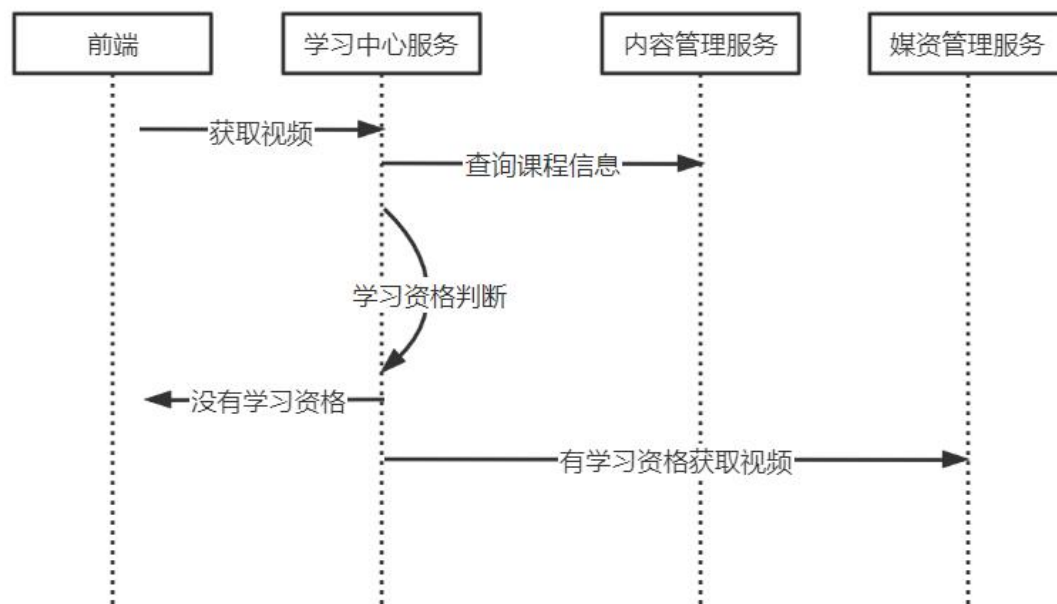 前端
学习中心服务
内容管理服务
媒资管理服务
获取视频
查询课程信息
学习资格判断
没有学习资格
有学习资格获取视频